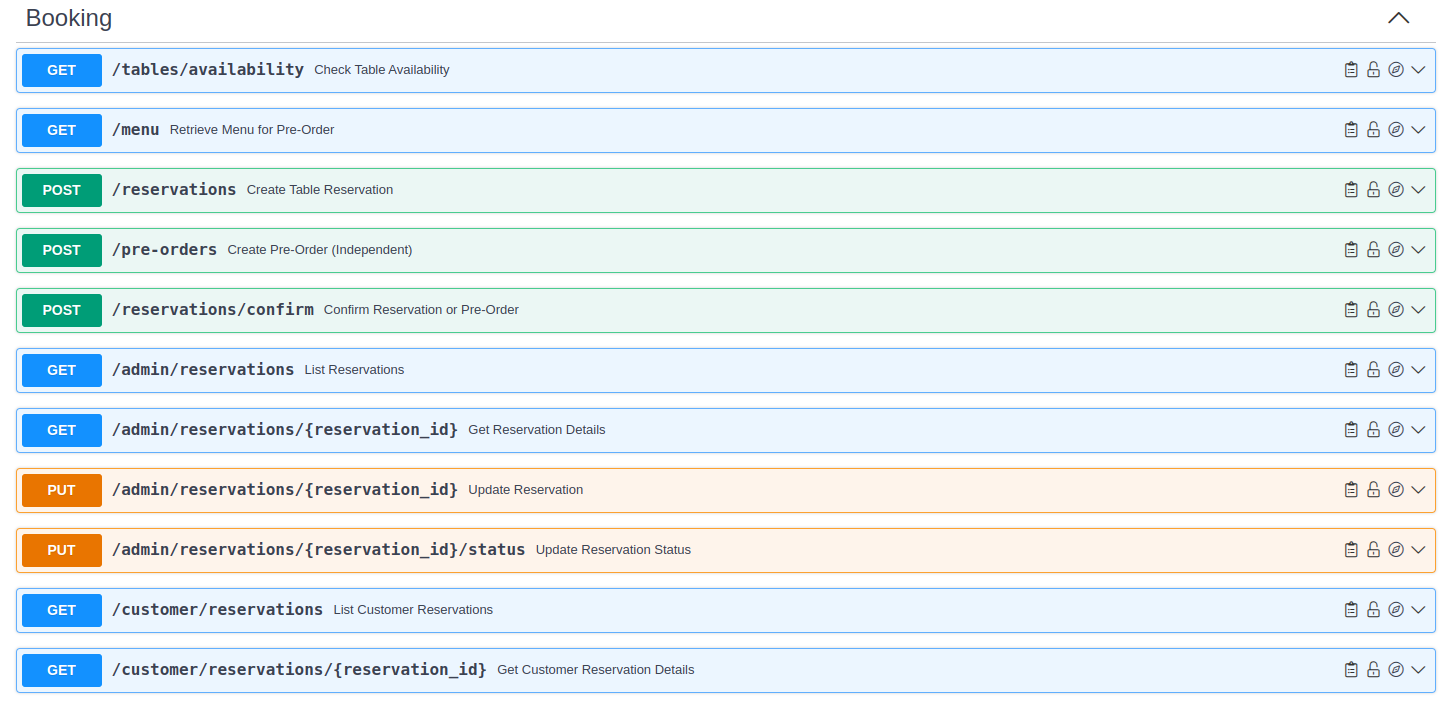 Booking
GET /tables/availability Check Table Availability
GET /menu Retrieve Menu for Pre-Order
POST /reservations Create Table Reservation
POST /pre-orders Create Pre-Order (Independent)
POST /reservations/confirm Confirm Reservation or Pre-Order
GET /admin/reservations List Reservations
GET /admin/reservations/{reservation_id} Get Reservation Details
PUT /admin/reservations/{reservation_id} Update Reservation
PUT /admin/reservations/{reservation_id}/status Update Reservation Status
GET /customer/reservations List Customer Reservations
GET /customer/reservations/{reservation_id} Get Customer Reservation Details